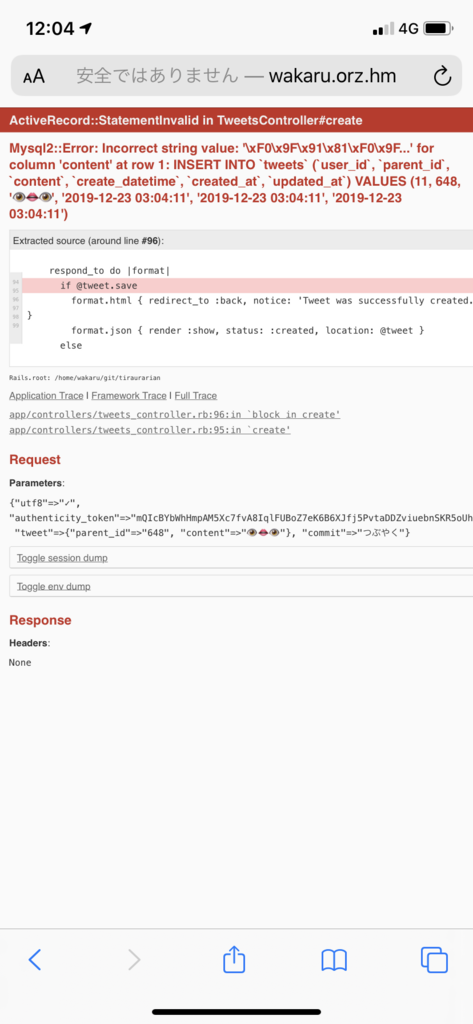 12:04
4G
AA 安全ではありません — wakaru.orz.hm
ActiveRecord::StatementInvalid in TweetsController#create
Mysql2::Error: Incorrect string value: '\xF0\x9F\x91\x81\xF0\x9F...' for
column 'content' at row 1: INSERT INTO `tweets` (`user_id`, `parent_id`,
`content`, `create_datetime`, `created_at`, `updated_at`) VALUES (11, 648,
'👁👄👁', '2019-12-23 03:04:11', '2019-12-23 03:04:11', '2019-12-23
03:04:11')
Extracted source (around line #96):
94
95
96
97
98
99
respond_to do |format|
if @tweet.save
format.html { redirect_to :back, notice: 'Tweet was successfully created.
}
format.json { render :show, status: :created, location: @tweet }
else
Rails.root: /home/wakaru/git/tiraurarian
Application Trace | Framework Trace | Full Trace
app/controllers/tweets_controller.rb:96:in `block in create'
app/controllers/tweets_controller.rb:95:in `create'
Request
Parameters:
{"utf8"=>"✓",
"authenticity_token"=>"mQIcBYbWhHmpAM5Xc7fvA8IqlFUBoZ7eK6B6XJfj5PvtaDDZviuebnSKR5oUh
"tweet"=>{"parent_id"=>"648", "content"=>"👁👄👁"}, "commit"=>"つぶやく"}
Toggle session dump
Toggle env dump
Response
Headers:
None